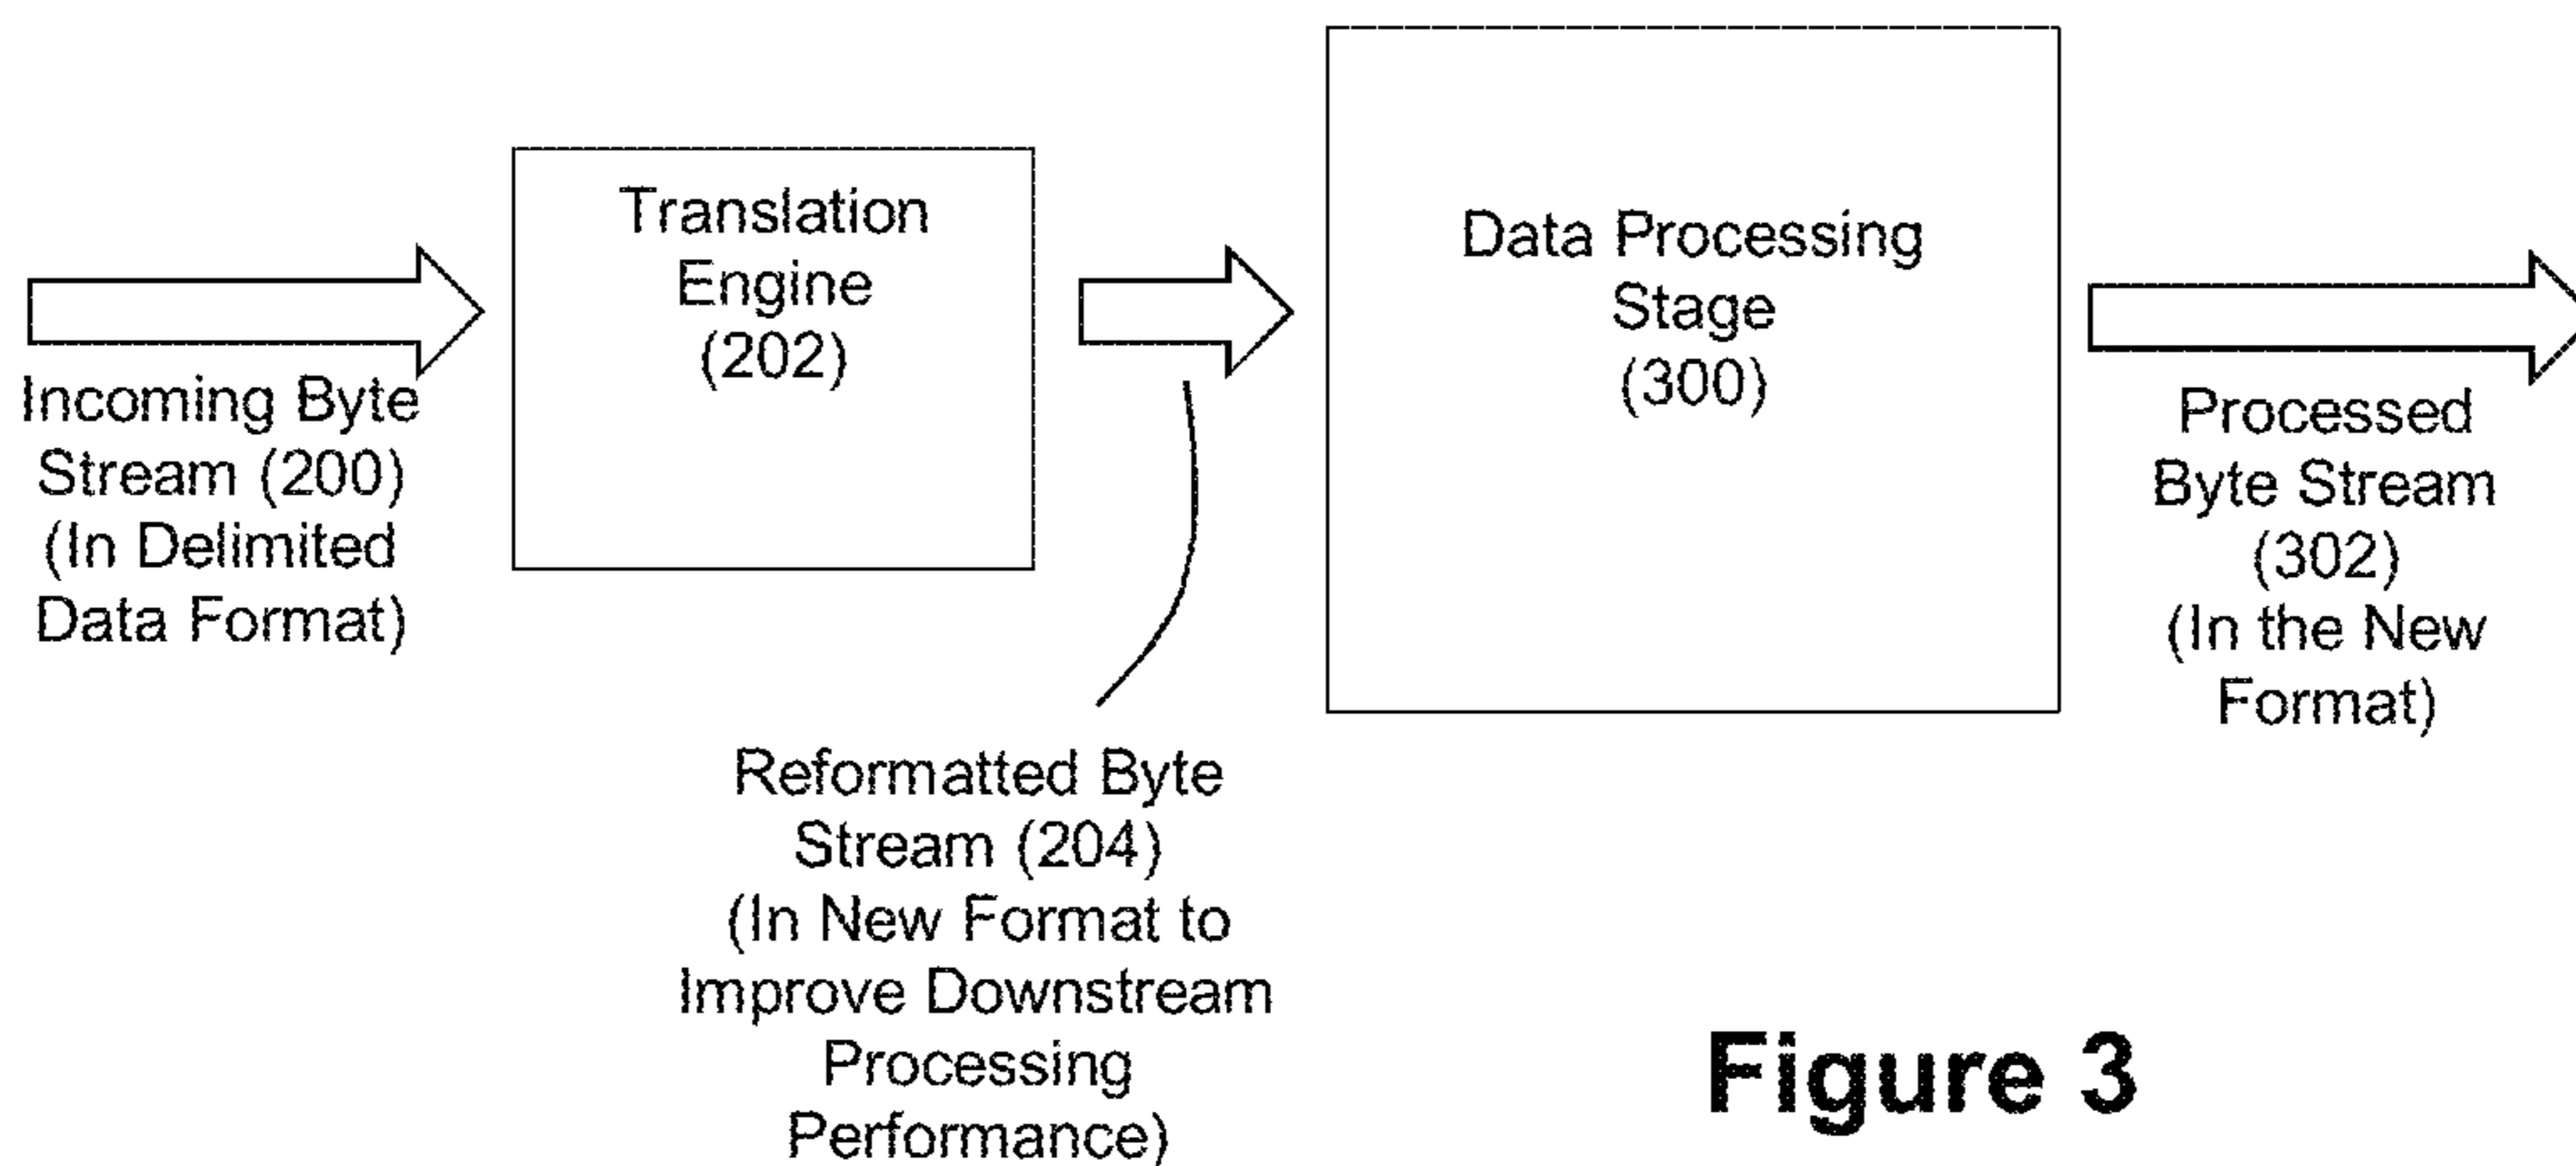 Incoming Byte
Stream (200)
(In Delimited
Data Format)
Translation
Engine
(202)
Reformatted Byte
Stream (204)
(In New Format to
Improve Downstream
Processing
Performance)
Data Processing
Stage
(300)
Processed
Byte Stream
(302)
(In the New
Format)
Figure 3